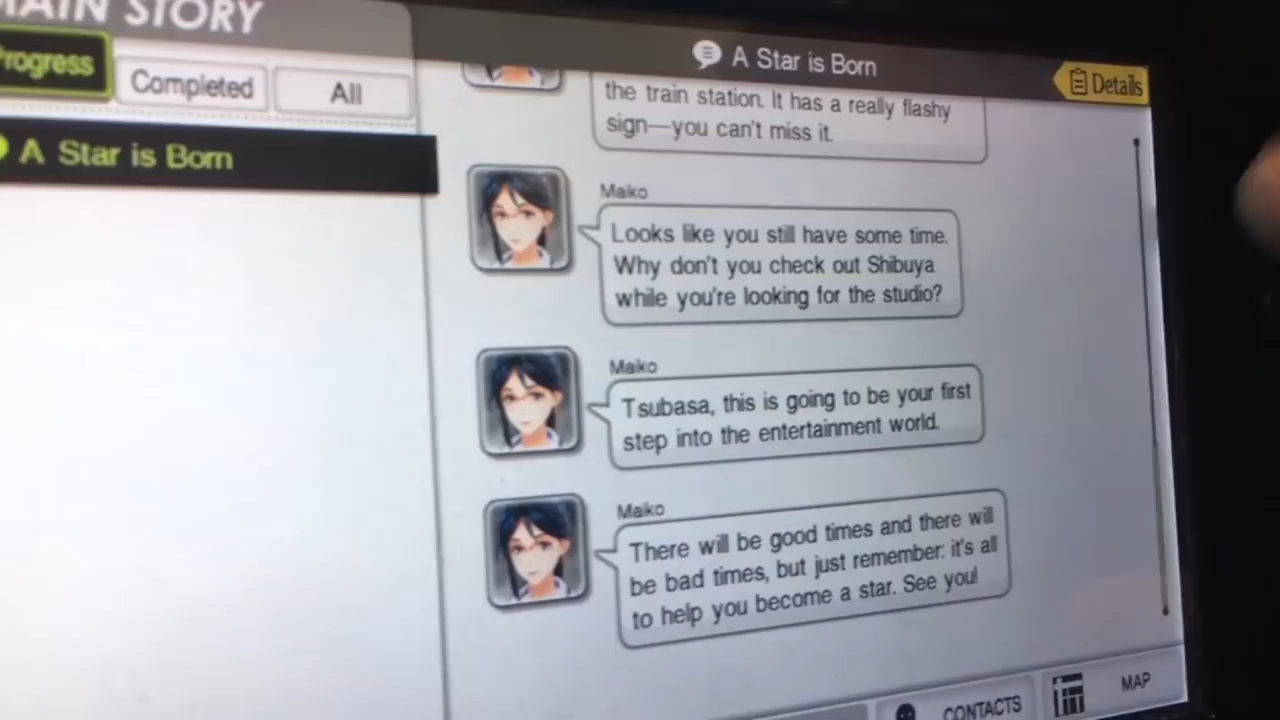 MAIN STORY
Progress
Completed
All
A Star is Born
A Star is Born
Details
the train station. It has a really flashy
sign—you can't miss it.
Maiko
Looks like you still have some time.
Why don't you check out Shibuya
while you're looking for the studio?
Maiko
Tsubasa, this is going to be your first
step into the entertainment world.
Maiko
There will be good times and there will
be bad times, but just remember: it's all
to help you become a star. See you!
CONTACTS
MAP